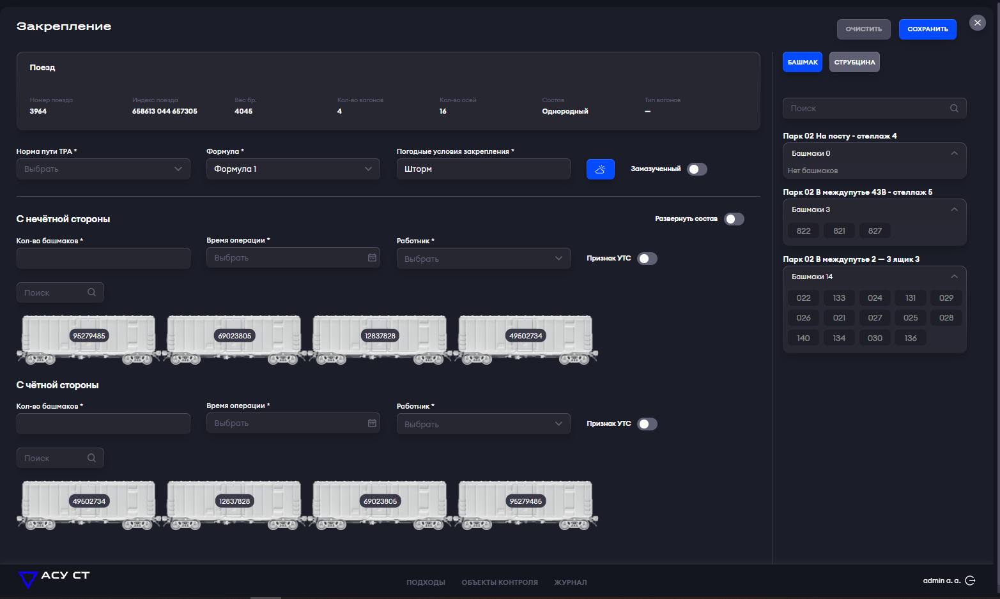 Закрепление
ОЧИСТИТЬ
СОХРАНИТЬ
Поезд
Номер поезда
3964
Индекс поезда
658613 044 657305
Вес бр.
4045
Кол-во вагонов
4
Кол-во осей
16
Состав
Однородный
Тип вагонов
—
Норма пути ТРА *
Выбрать
Формула *
Формула 1
Погодные условия закрепления *
Шторм
Замазученный
С нечётной стороны
Развернуть состав
Кол-во башмаков *
Время операции *
Выбрать
Работник *
Выбрать
Признак УТС
Поиск
95279485
69023805
12837828
49502734
С чётной стороны
Кол-во башмаков *
Время операции *
Выбрать
Работник *
Выбрать
Признак УТС
Поиск
49502734
12837828
69023805
95279485
БАШМАК
СТРУБЦИНА
Поиск
Парк 02 На посту - стеллаж 4
Башмаки 0
Нет башмаков
Парк 02 В междупутье 43В - стеллаж 5
Башмаки 3
822 821 827
Парк 02 В междупутье 2 — 3 ящик 3
Башмаки 14
022 133 024 131 029
026 021 027 025 028
140 134 030 136
АСУ СТ
ПОДХОДЫ
ОБЪЕКТЫ КОНТРОЛЯ
ЖУРНАЛ
admin a. a.